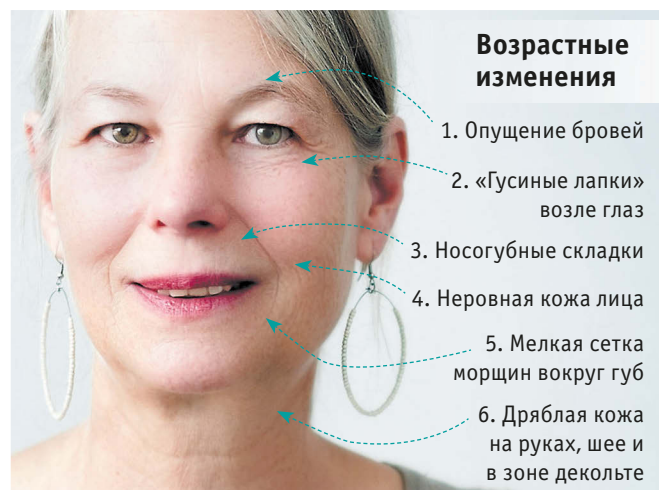 Возрастные
изменения
1. Опущение бровей
2. «Гусиные лапки»
возле глаз
3. Носогубные складки
4. Неровная кожа лица
5. Мелкая сетка
морщин вокруг губ
6. Дряблая кожа
на руках, шее и
в зоне декольте